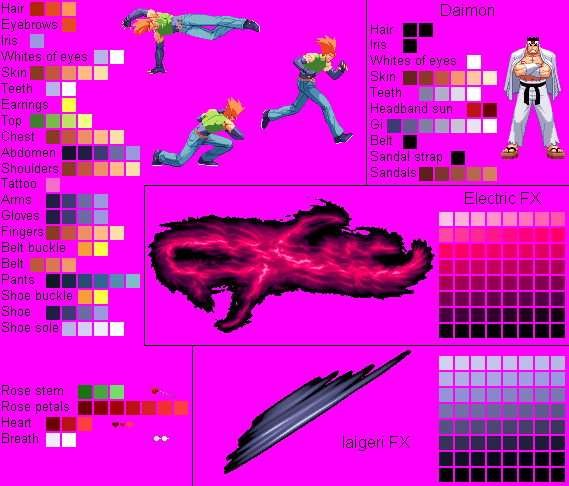 Hair
Eyebrows
Iris
Whites of eyes
Skin
Teeth
Earrings
Top
Chest
Abdomen
Shoulders
Tattoo
Arms
Gloves
Fingers
Belt buckle
Belt
Pants
Shoe buckle
Shoe
Shoe sole
Rose stem
Rose petals
Heart
Breath
Daimon
Hair
Iris
Whites of eyes
Skin
Teeth
Headband sun
Gi
Belt
Sandal strap
Sandals
Electric FX
Iaigeri FX